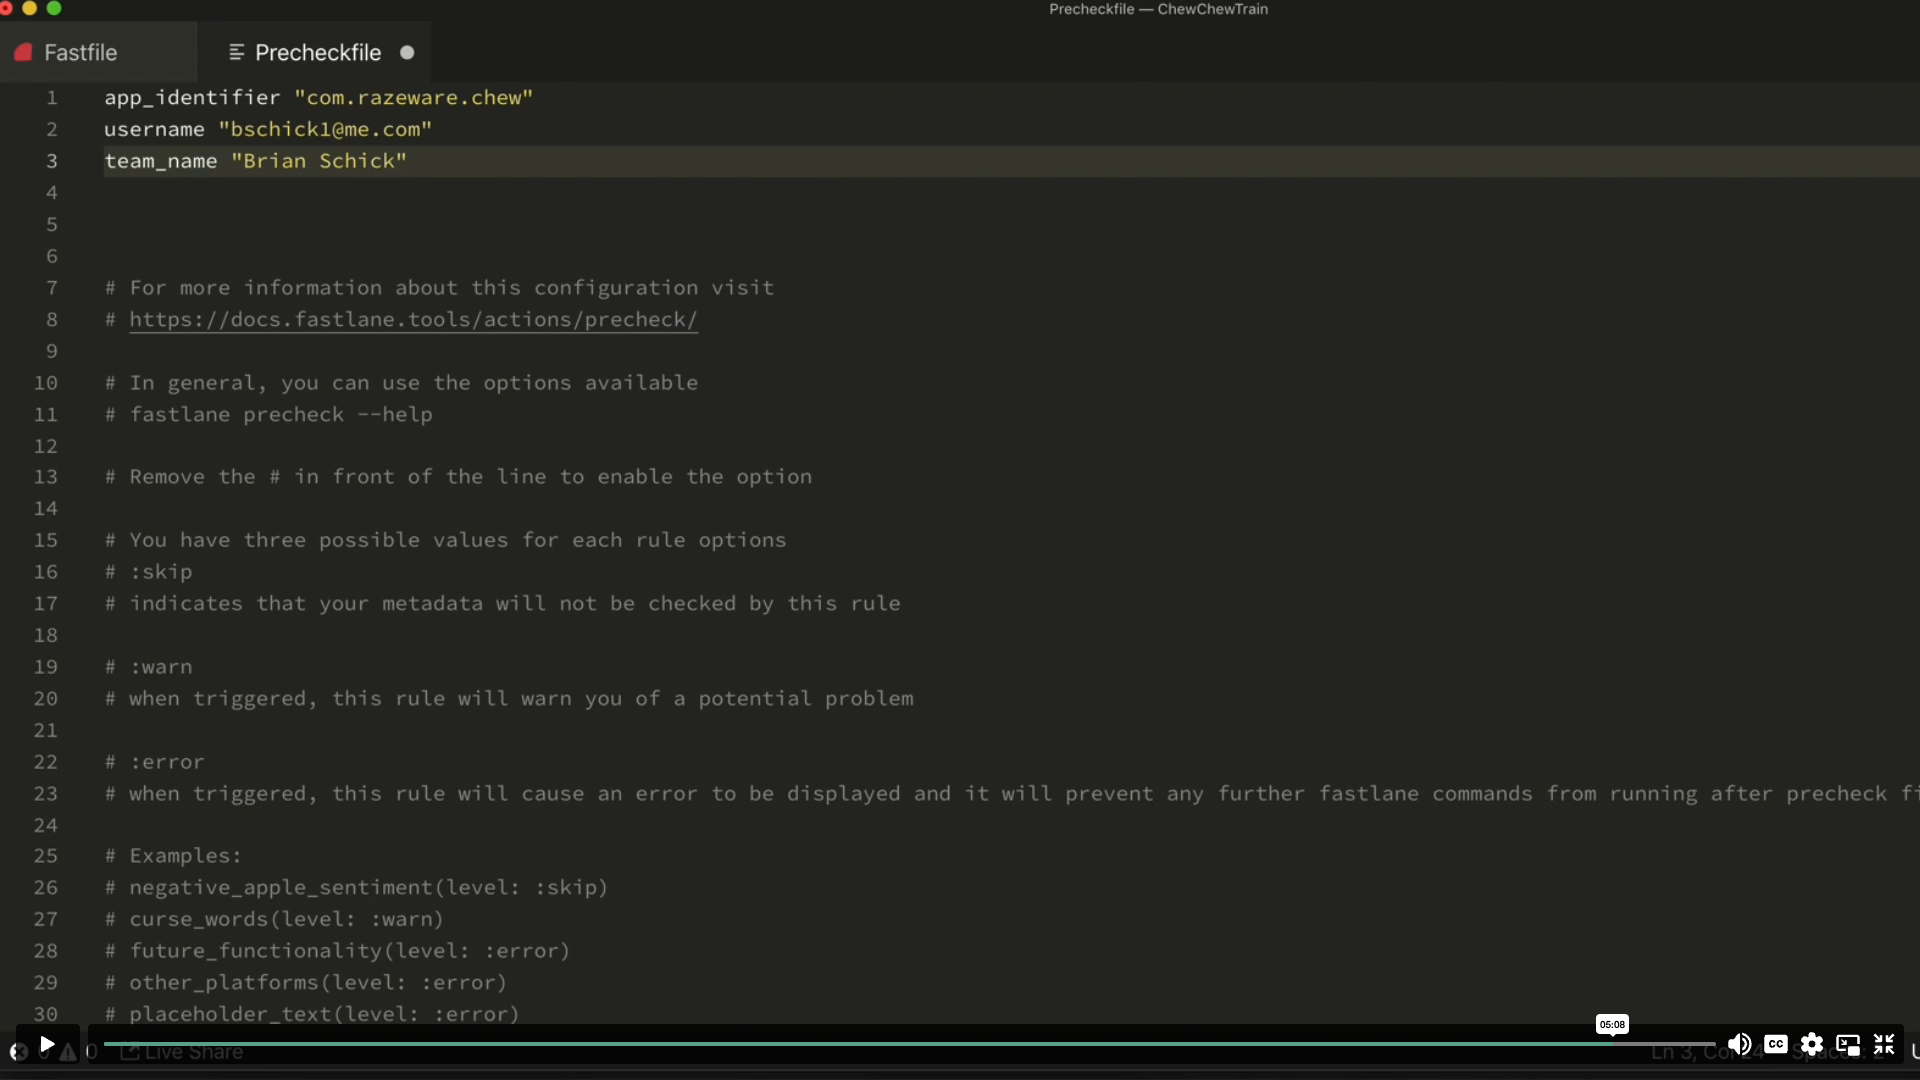 Precheckfile — ChewChewTrain
Fastfile
Precheckfile
1 app_identifier "com.razeware.chew"
2 username "bschick1@me.com"
3 team_name "Brian Schick"
4
5
6
7 # For more information about this configuration visit
8 # https://docs.fastlane.tools/actions/precheck/
9
10 # In general, you can use the options available
11 # fastlane precheck --help
12
13 # Remove the # in front of the line to enable the option
14
15 # You have three possible values for each rule options
16 # :skip
17 # indicates that your metadata will not be checked by this rule
18
19 # :warn
20 # when triggered, this rule will warn you of a potential problem
21
22 # :error
23 # when triggered, this rule will cause an error to be displayed and it will prevent any further fastlane commands from running after precheck fi
24
25 # Examples:
26 # negative_apple_sentiment(level: :skip)
27 # curse_words(level: :warn)
28 # future_functionality(level: :error)
29 # other_platforms(level: :error)
30 # placeholder_text(level: :error)
05:08
0 Live Share
Ln 3,
CC